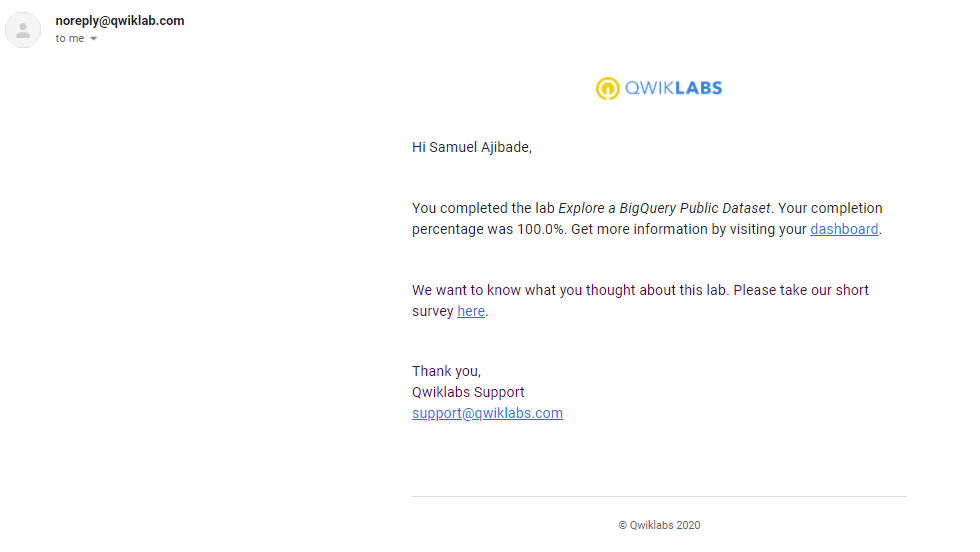 noreply@qwiklab.com
to me
QWIKLABS
Hi Samuel Ajibade,
You completed the lab Explore a BigQuery Public Dataset. Your completion
percentage was 100.0%. Get more information by visiting your dashboard.
We want to know what you thought about this lab. Please take our short
survey here.
Thank you,
Qwiklabs Support
support@qwiklabs.com
© Qwiklabs 2020